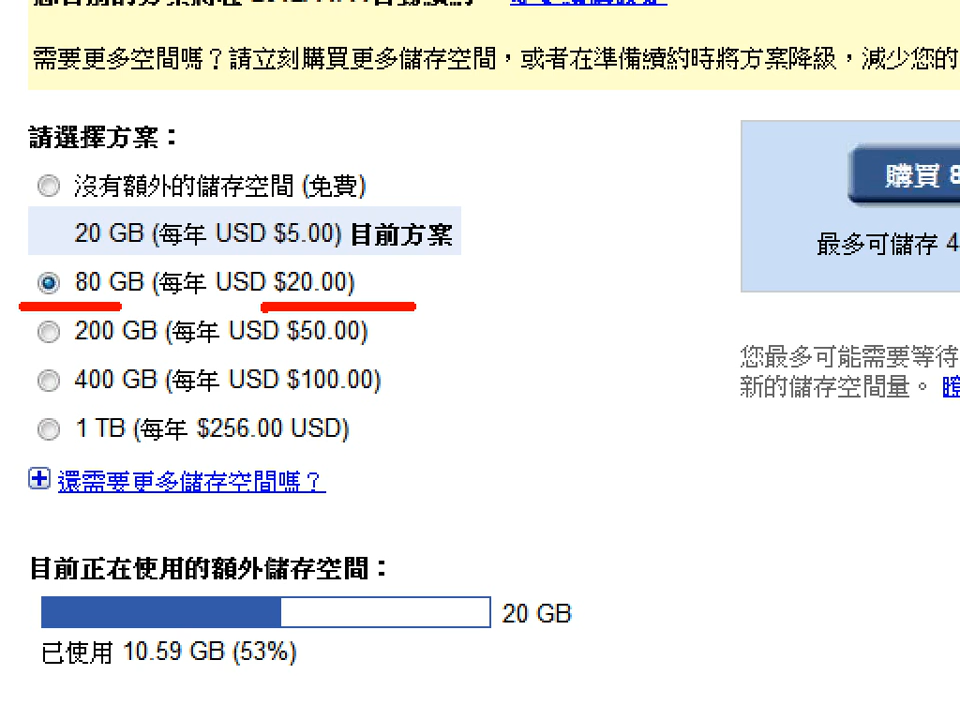 需要更多空間嗎？請立刻購買更多儲存空間，或者在準備續約時將方案降級，減少您的
請選擇方案：
沒有額外的儲存空間 (免費)
20 GB (每年 USD $5.00) 目前方案
80 GB (每年 USD $20.00)
200 GB (每年 USD $50.00)
400 GB (每年 USD $100.00)
1 TB (每年 $256.00 USD)
還需要更多儲存空間嗎？
購買 8
最多可儲存 4
您最多可能需要等待
新的儲存空間量。
目前正在使用的額外儲存空間：
20 GB
已使用 10.59 GB (53%)